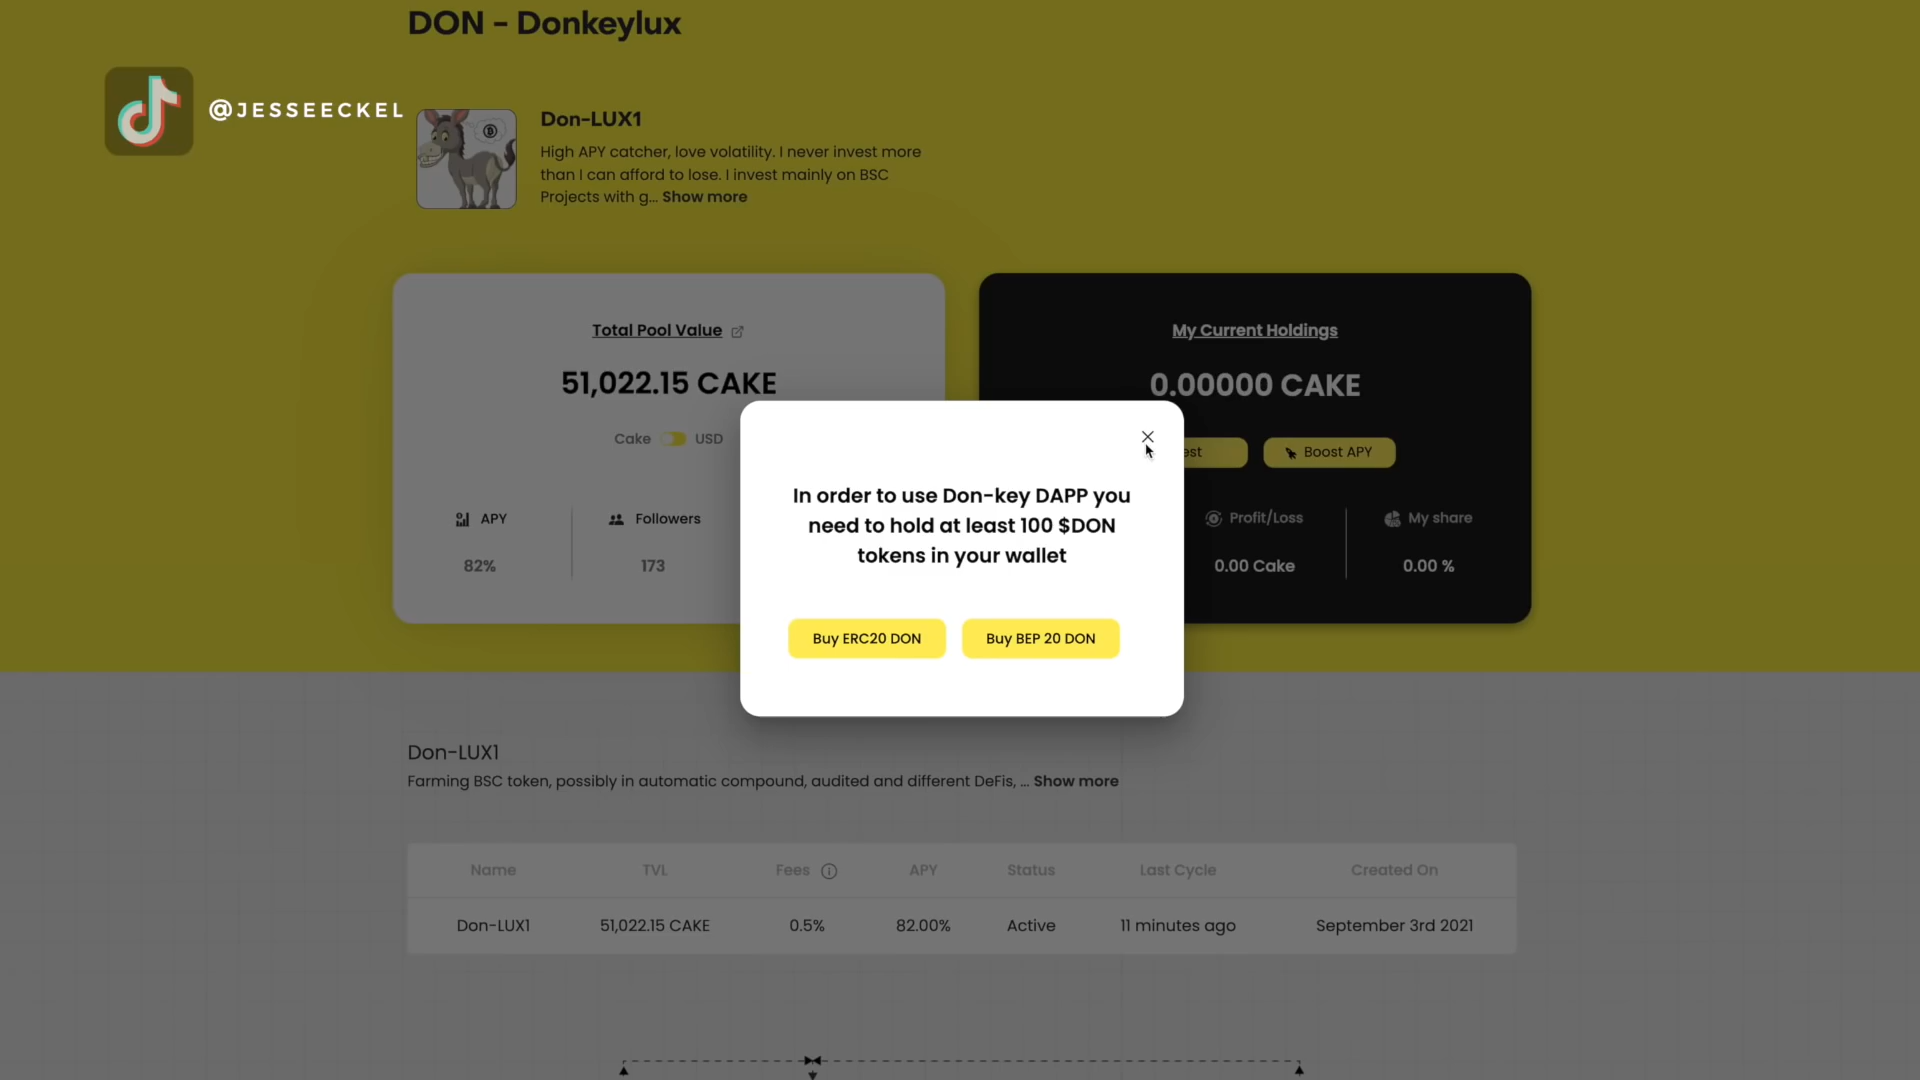 DON - Donkeylux
@JESSEECKEL
Don-LUX1
High APY catcher, love volatility. I never invest more
than I can afford to lose. I invest mainly on BSC
Projects with g... Show more
Total Pool Value
51,022.15 CAKE
Cake USD
APY
82%
Followers
173
My Current Holdings
0.00000 CAKE
Boost APY
Profit/Loss
0.00 Cake
My share
0.00 %
In order to use Don-key DAPP you
need to hold at least 100 $DON
tokens in your wallet
Buy ERC20 DON
Buy BEP 20 DON
Don-LUX1
Farming BSC token, possibly in automatic compound, audited and different DeFis, ... Show more
Name TVL Fees APY Status Last Cycle Created On
Don-LUX1 51,022.15 CAKE 0.5% 82.00% Active 11 minutes ago September 3rd 2021